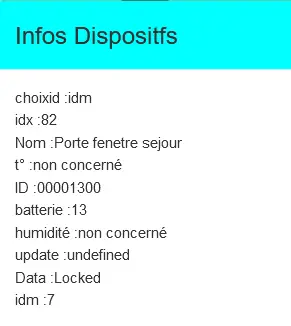 Infos Dispositfs
choixid :idm
idx :82
Nom :Porte fenetre sejour
t° :non concerné
ID :00001300
batterie :13
humidité :non concerné
update :undefined
Data :Locked
idm :7